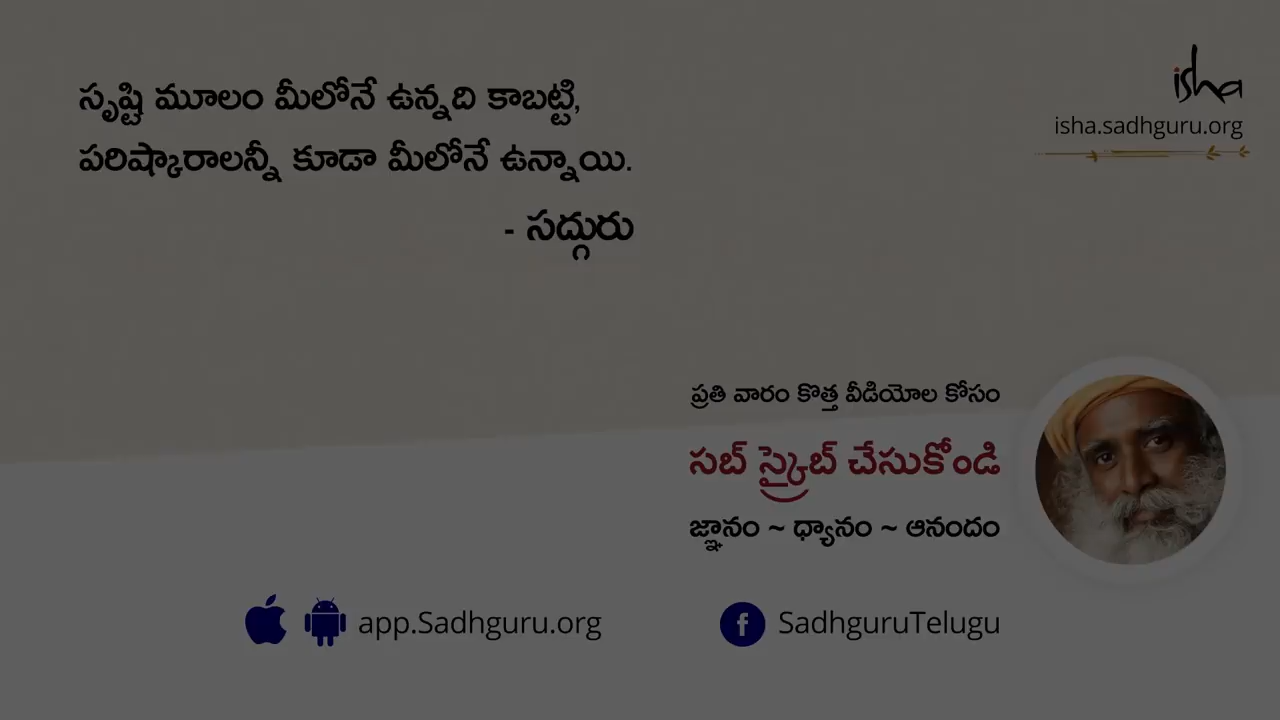 సృష్టి మూలం మీలోనే ఉన్నది కాబట్టి,
పరిష్కారాలన్నీ కూడా మీలోనే ఉన్నాయి.
- సద్గురు
isha
isha.sadhguru.org
ప్రతి వారం కొత్త వీడియోల కోసం
సబ్ స్క్రైబ్ చేసుకోండి
జ్ఞానం ~ ధ్యానం ~ ఆనందం
app.Sadhguru.org
SadhguruTelugu